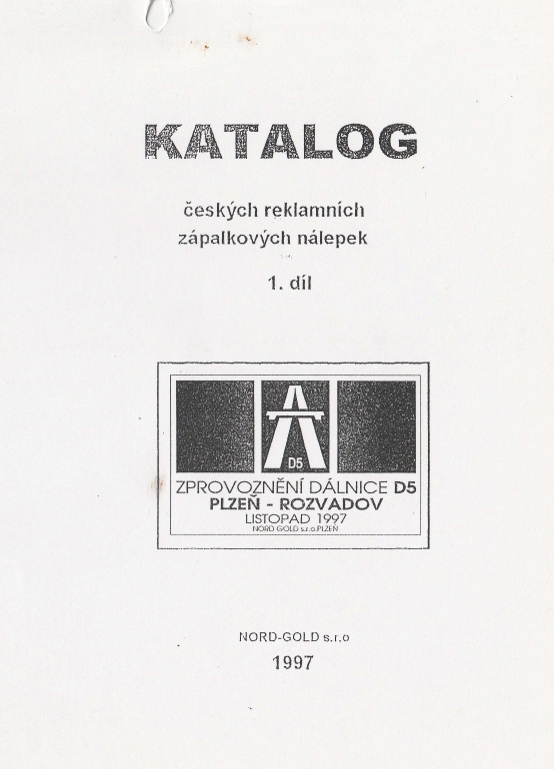 KATALOG
českých reklamních
zápalkových nálepek
1. díl
D5
ZPROVOZNĚNÍ DÁLNICE D5
PLZEŇ - ROZVADOV
LISTOPAD 1997
NORD GOLD s.r.o.PLZEŇ
NORD-GOLD s.r.o
1997